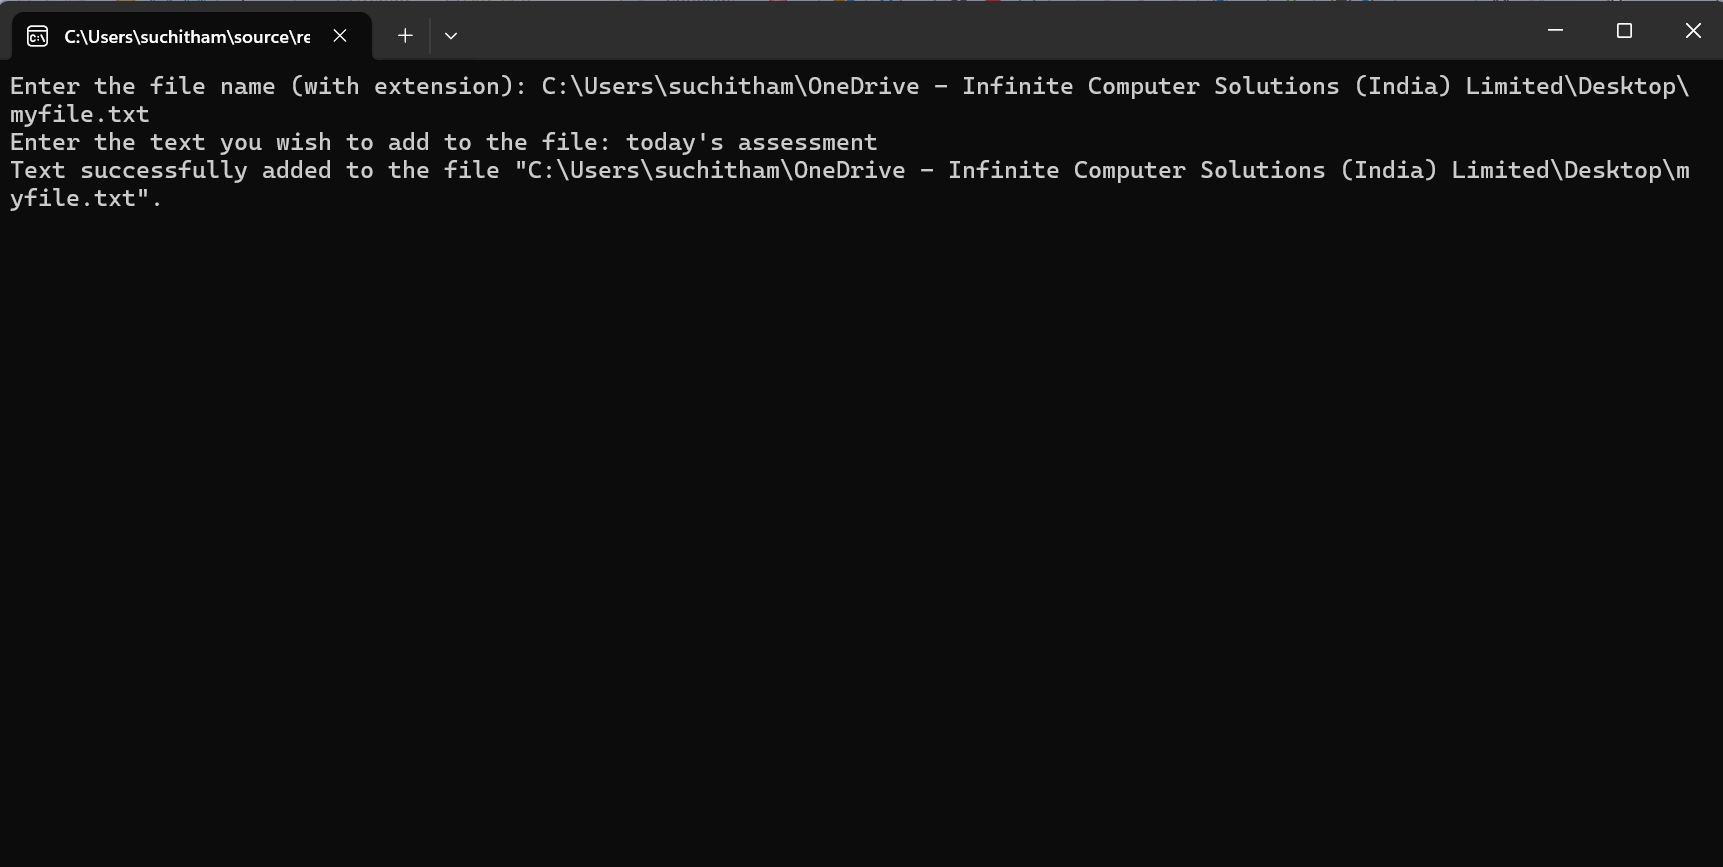 C:\Users\suchitham\source\re
Enter the file name (with extension): C:\Users\suchitham\OneDrive - Infinite Computer Solutions (India) Limited\Desktop\
myfile.txt
Enter the text you wish to add to the file: today's assessment
Text successfully added to the file "C:\Users\suchitham\OneDrive - Infinite Computer Solutions (India) Limited\Desktop\m
yfile.txt".